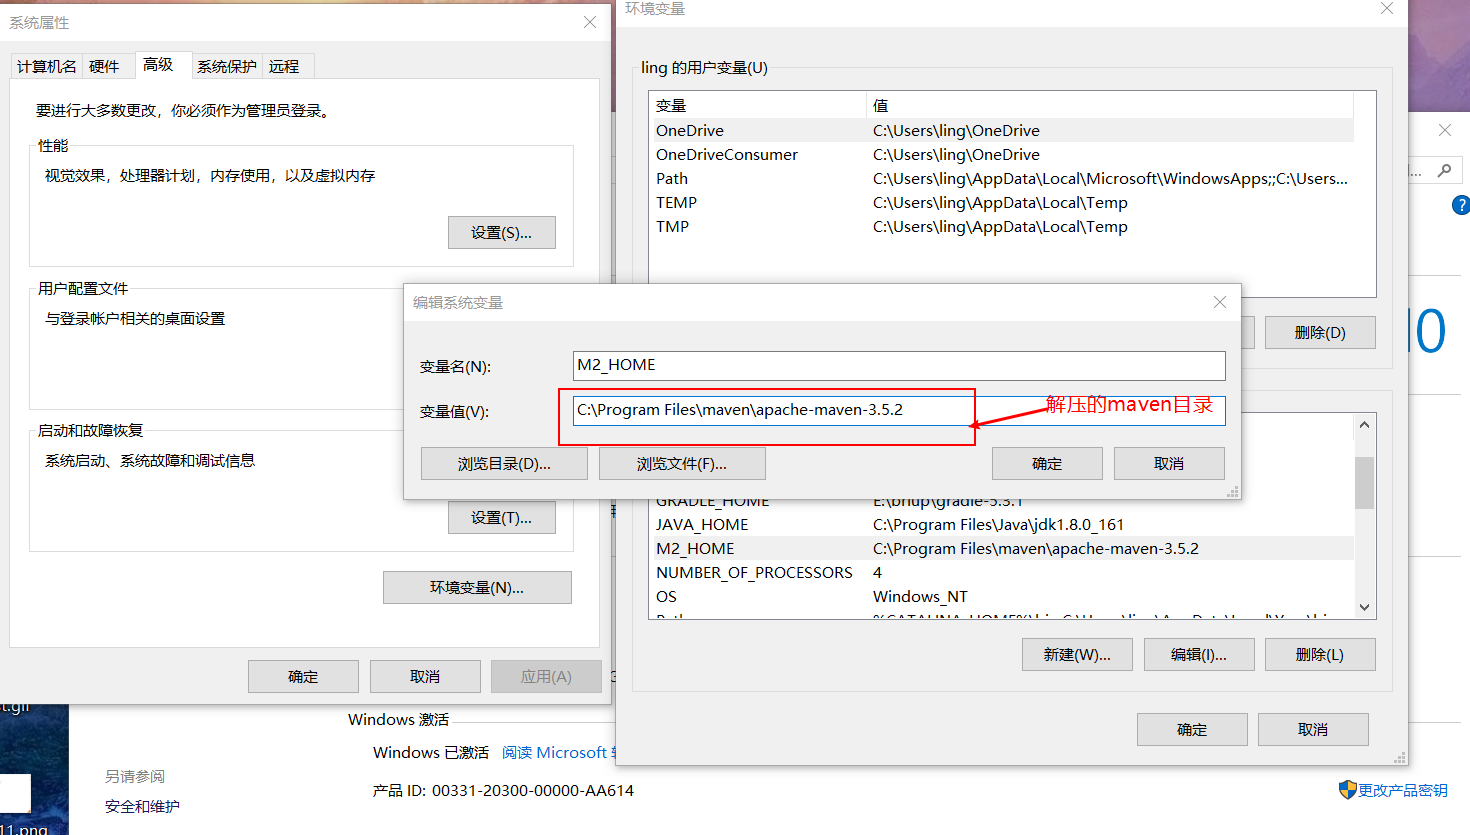 系统属性
计算机名 硬件 高级 系统保护 远程
要进行大多数更改，你必须作为管理员登录。
性能
视觉效果，处理器计划，内存使用，以及虚拟内存
设置(S)...
用户配置文件
与登录帐户相关的桌面设置
启动和故障恢复
系统启动、系统故障和调试信息
设置(T)...
环境变量(N)...
确定 取消 应用(A)
环境变量
ling 的用户变量(U)
变量 值
OneDrive C:\Users\ling\OneDrive
OneDriveConsumer C:\Users\ling\OneDrive
Path C:\Users\ling\AppData\Local\Microsoft\WindowsApps;;C:\Users...
TEMP C:\Users\ling\AppData\Local\Temp
TMP C:\Users\ling\AppData\Local\Temp
删除(D)
编辑系统变量
变量名(N): M2_HOME
变量值(V): C:\Program Files\maven\apache-maven-3.5.2
解压的maven目录
浏览目录(D)... 浏览文件(F)... 确定 取消
GRADLE_HOME E:\briup\gradle-5.3.1
JAVA_HOME C:\Program Files\Java\jdk1.8.0_161
M2_HOME C:\Program Files\maven\apache-maven-3.5.2
NUMBER_OF_PROCESSORS 4
OS Windows_NT
新建(W)... 编辑(I)... 删除(L)
确定 取消
Windows 激活
Windows 已激活 阅读 Microsoft
产品 ID: 00331-20300-00000-AA614
更改产品密钥
另请参阅
安全和维护
11.png